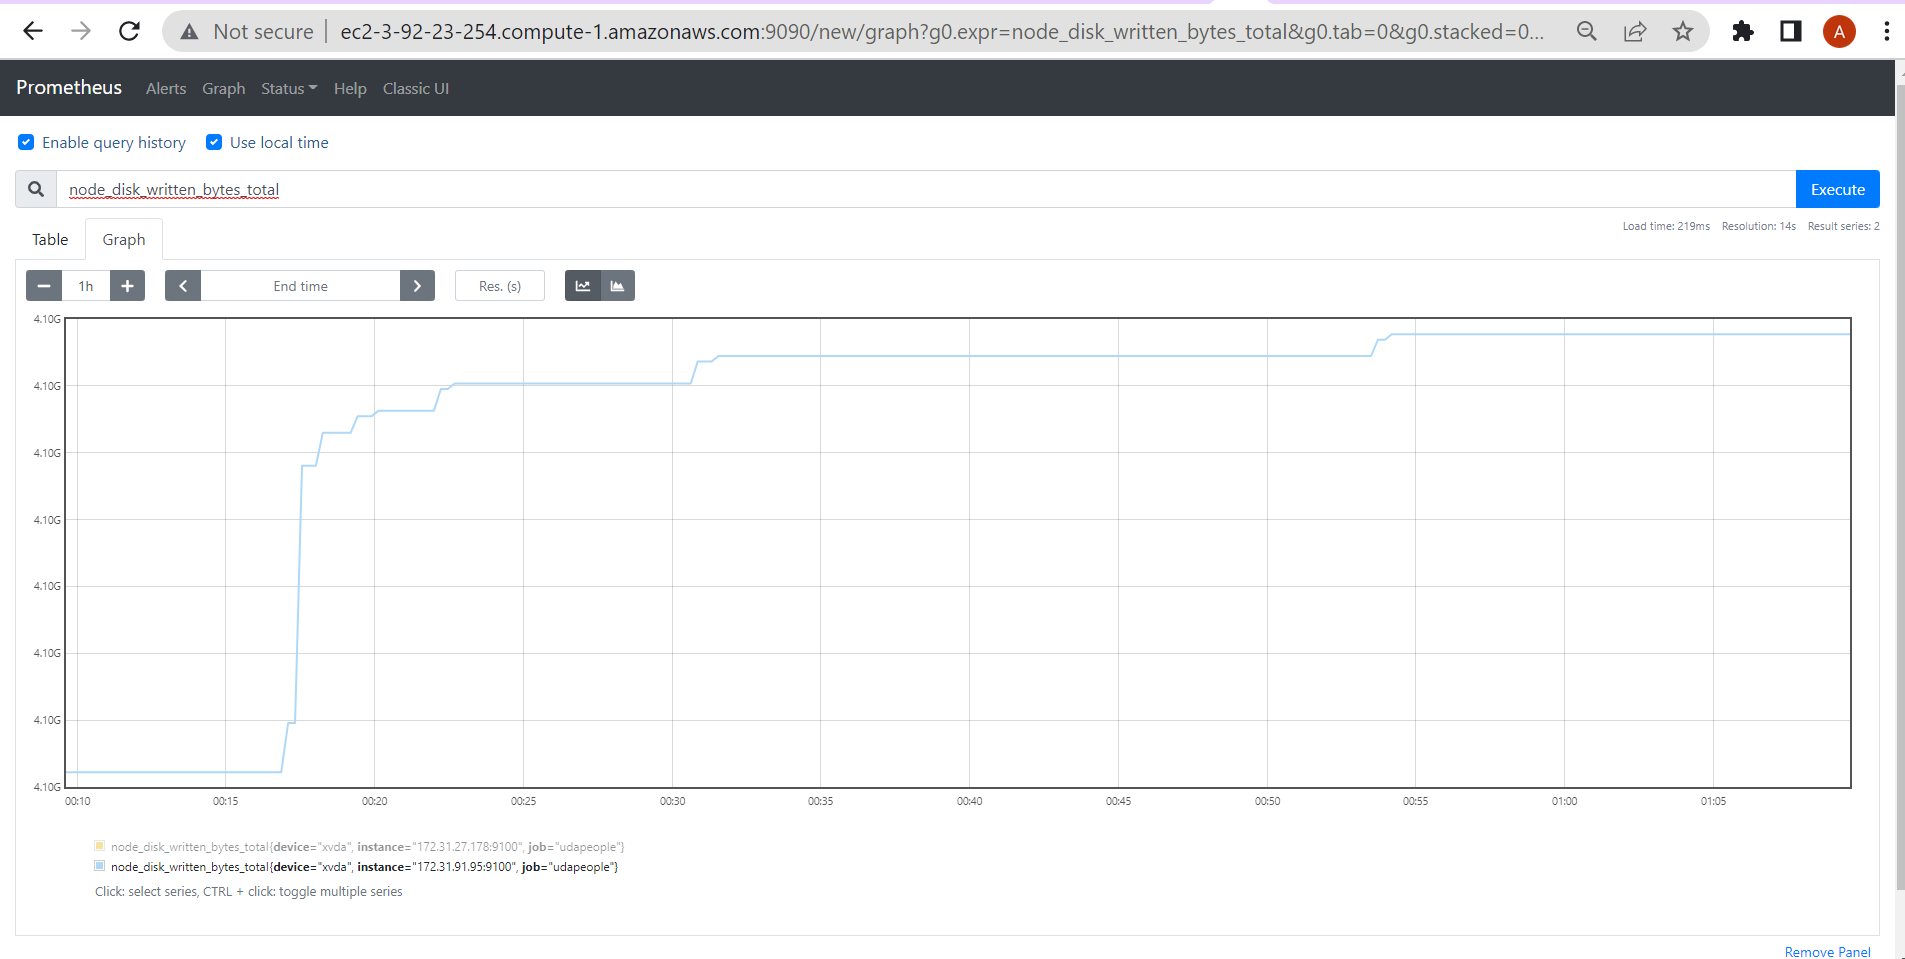 Not secure ec2-3-92-23-254.compute-1.amazonaws.com:9090/new/graph?g0.expr=node_disk_written_bytes_total&g0.tab=0&g0.stacked=0... A
Prometheus Alerts Graph Status Help Classic UI
Enable query history Use local time
node_disk_written_bytes_total Execute
Load time: 219ms Resolution: 14s Result series: 2
Table Graph
1h End time Res. (s)
4.10G
4.10G
4.10G
4.10G
4.10G
4.10G
4.10G
4.10G
00:10 00:15 00:20 00:25 00:30 00:35 00:40 00:45 00:50 00:55 01:00 01:05
node_disk_written_bytes_total{device="xvda", instance="172.31.27.178:9100", job="udapeople"}
node_disk_written_bytes_total{device="xvda", instance="172.31.91.95:9100", job="udapeople"}
Click: select series, CTRL + click: toggle multiple series
Remove Panel